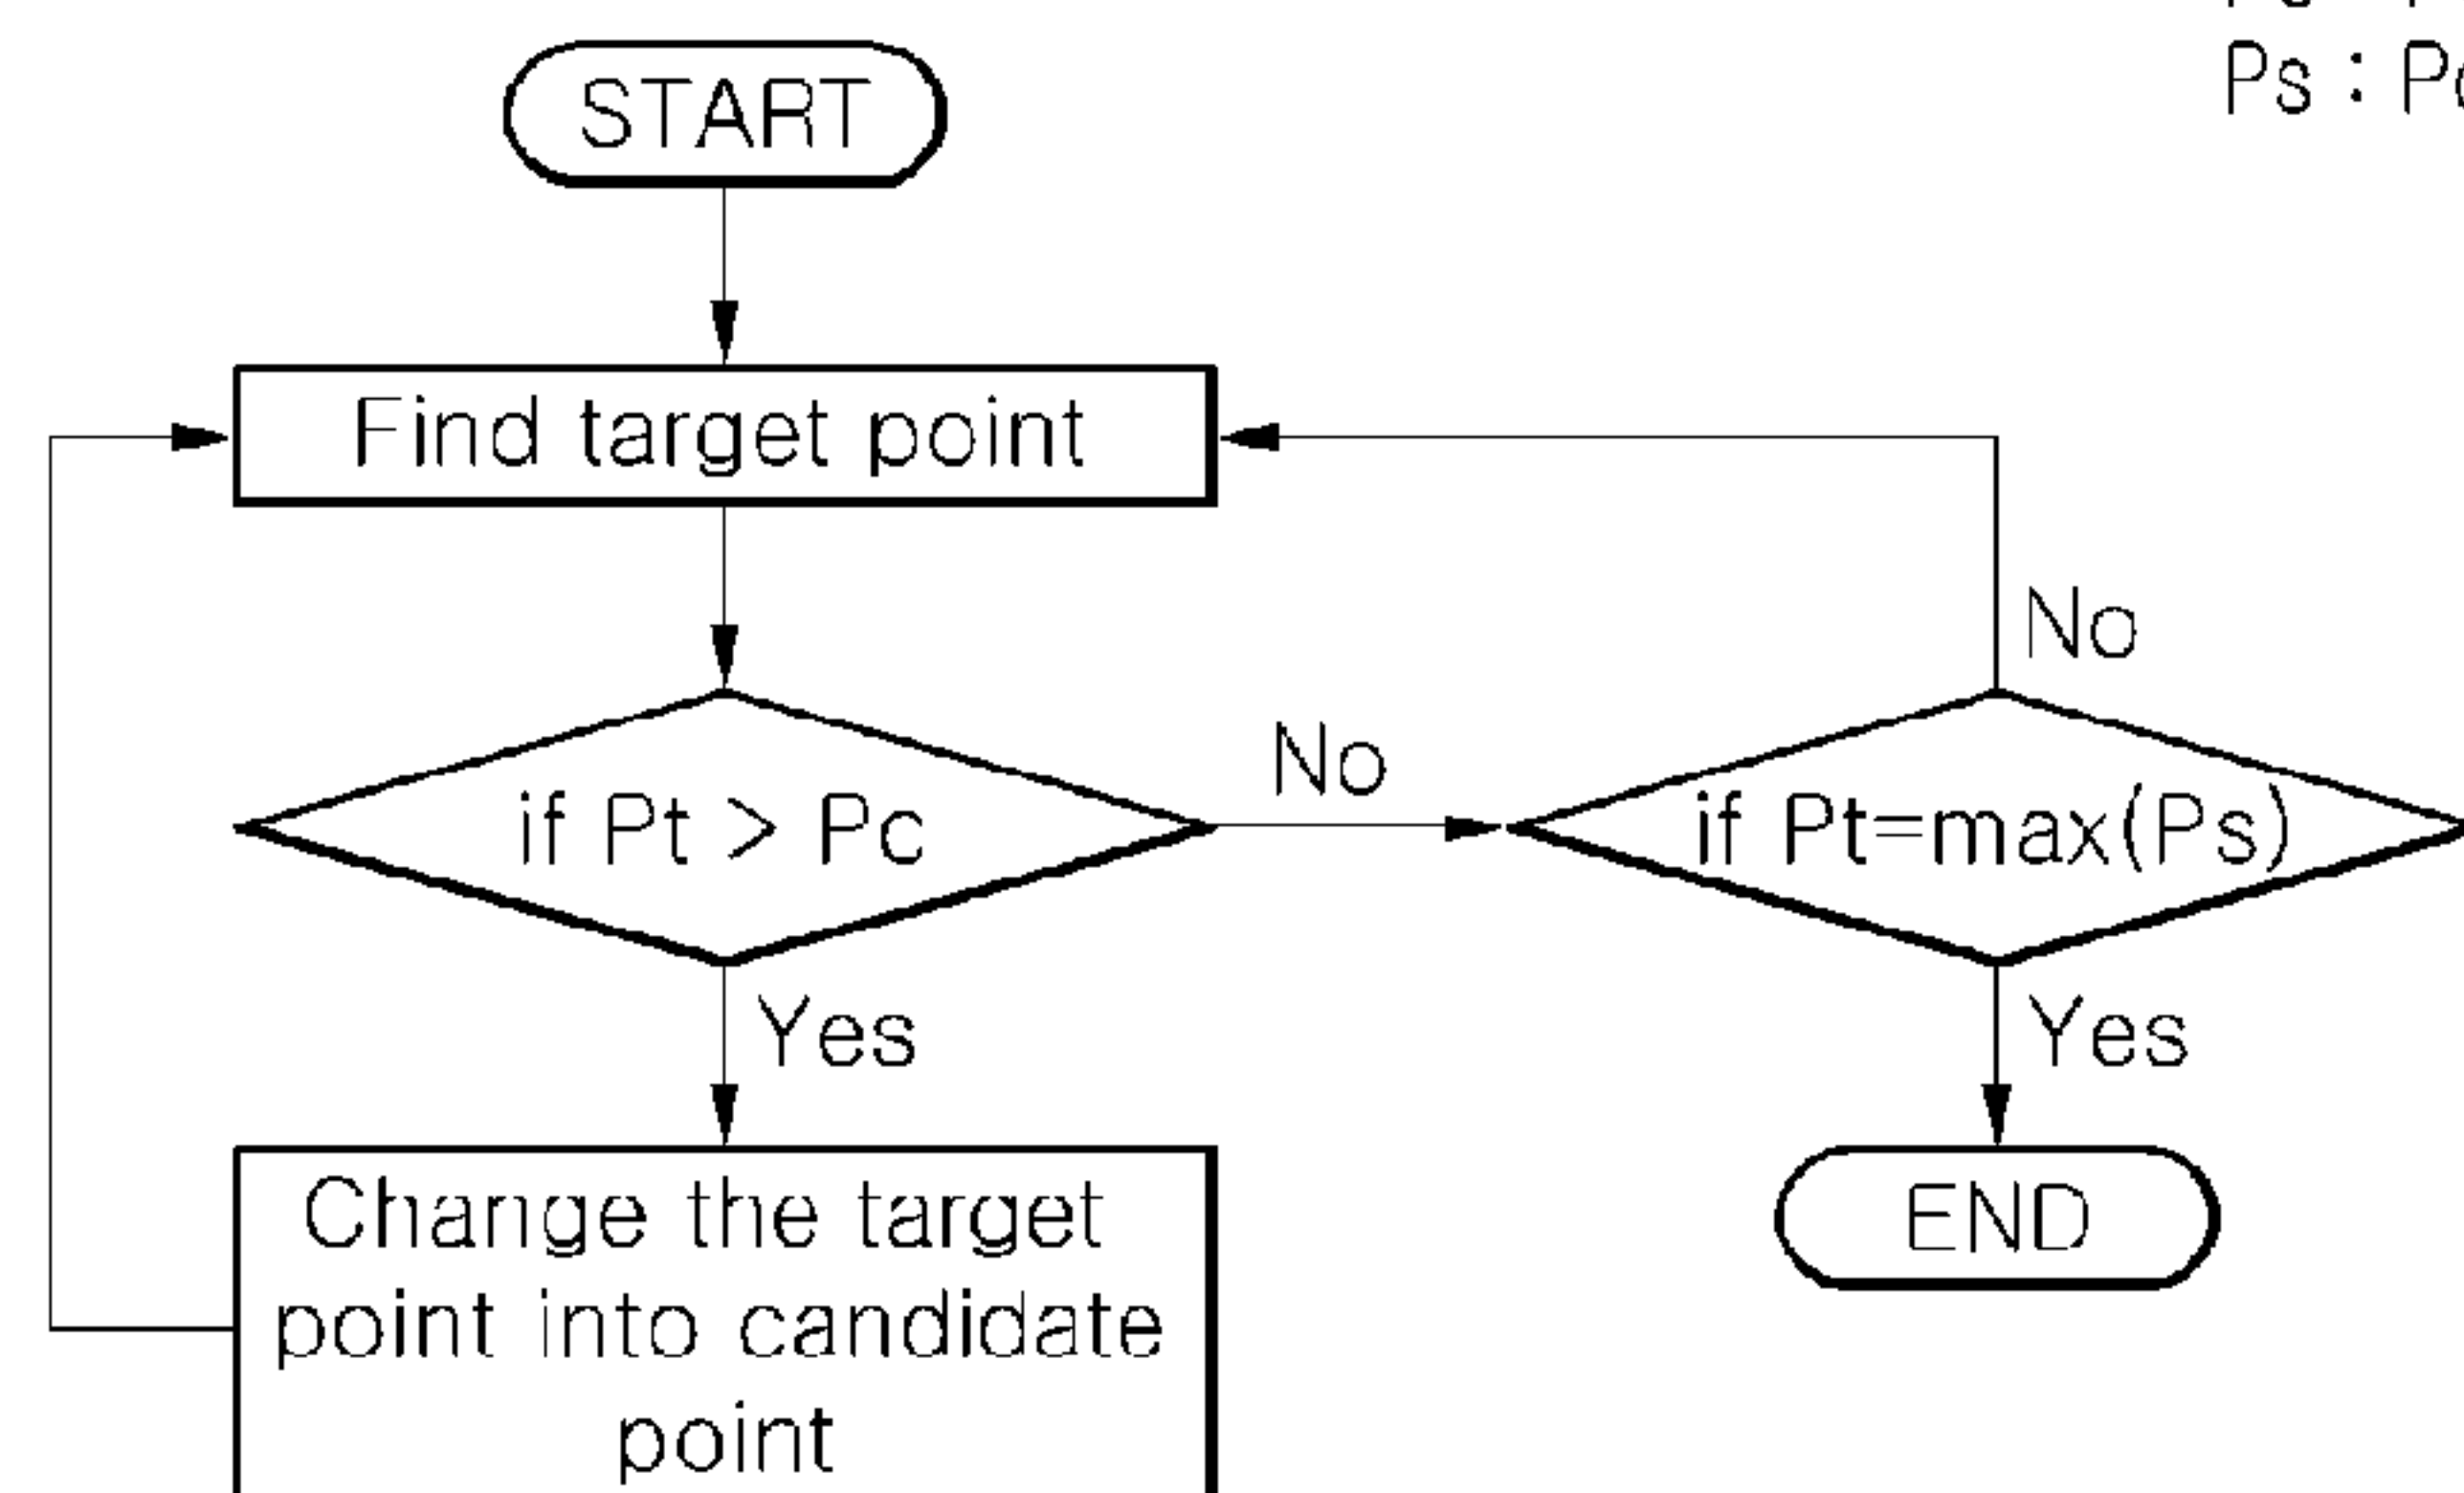 Ps :
START
Find target point
No
No
if Pt > Pc
if Pt=max(Ps)
Yes
Yes
Change the target
point into candidate
point
END